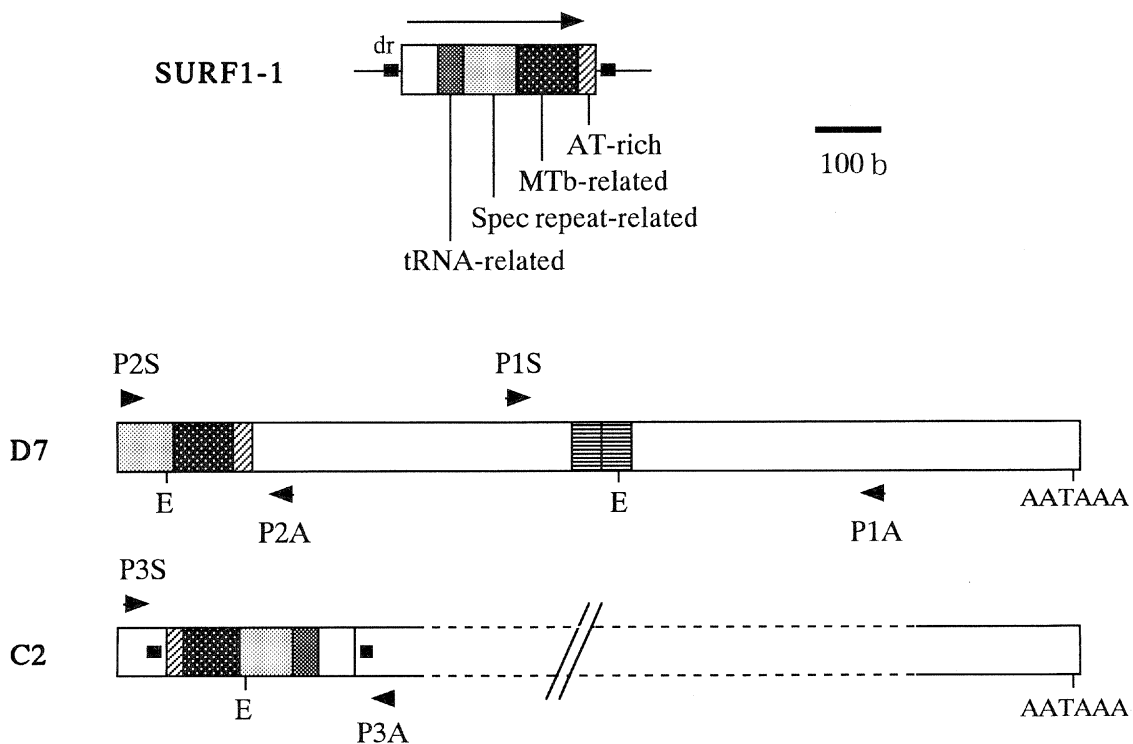 dr
SURF1-1
AT-rich
MTb-related
Spec repeat-related
tRNA-related
100 b
P2S
P1S
D7
E
E
AATAAA
P2A
P1A
P3S
C2
E
AATAAA
P3A